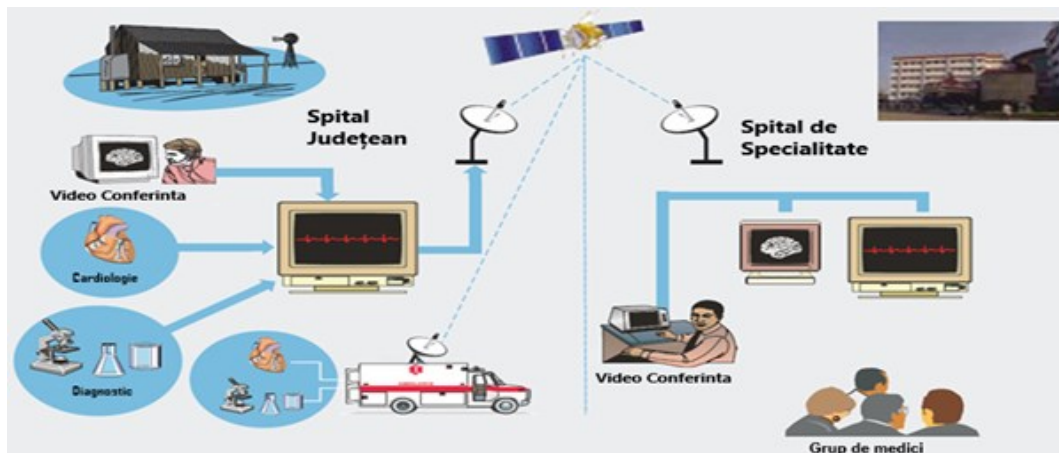 Spital
Județean
Spital de
Specialitate
Video Conferinta
Cardiologie
Diagnostic
Video Conferinta
Grup de medici